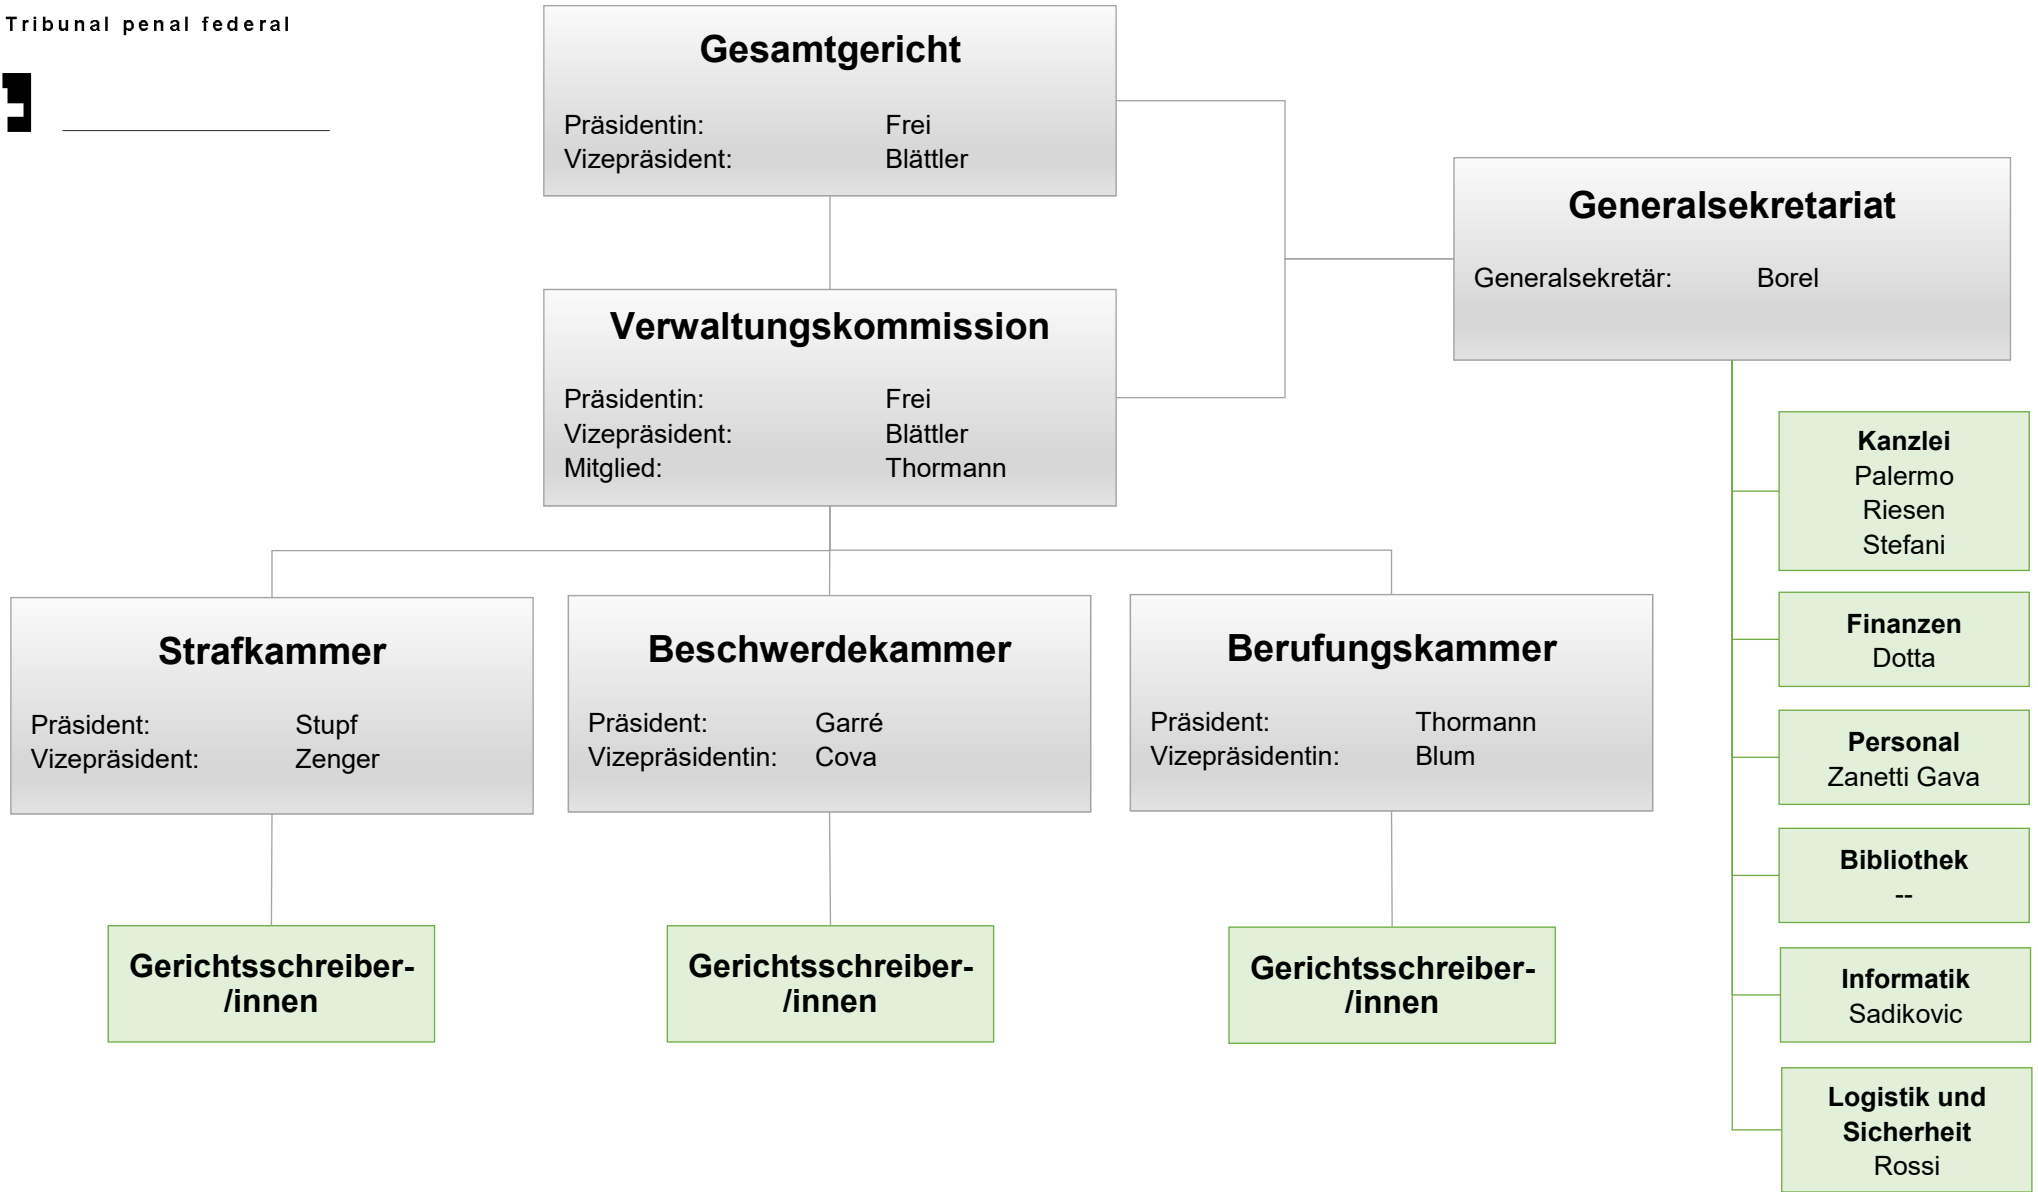 Tribunal penal federal
Gesamtgericht
Präsidentin: Frei
Vizepräsident: Blättler
Generalsekretariat
Generalsekretär: Borel
Verwaltungskommission
Präsidentin: Frei
Vizepräsident: Blättler
Mitglied: Thormann
Strafkammer
Präsident: Stupf
Vizepräsident: Zenger
Beschwerdekammer
Präsident: Garré
Vizepräsidentin: Cova
Berufungskammer
Präsident: Thormann
Vizepräsidentin: Blum
Gerichtsschreiber-
/innen
Gerichtsschreiber-
/innen
Gerichtsschreiber-
/innen
Kanzlei
Palermo
Riesen
Stefani
Finanzen
Dotta
Personal
Zanetti Gava
Bibliothek
--
Informatik
Sadikovic
Logistik und
Sicherheit
Rossi